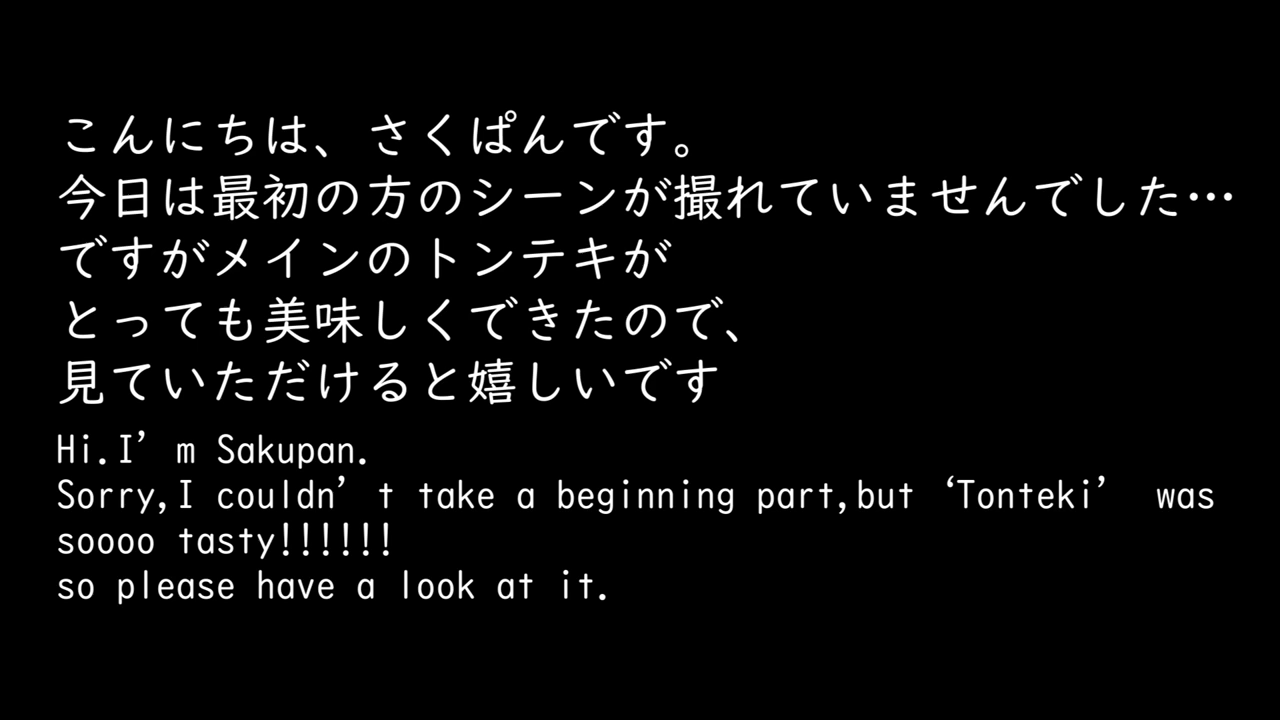 こんにちは、さくぱんです。
今日は最初の方のシーンが撮れていませんでした…
ですがメインのトンテキが
とっても美味しくできたので、
見ていただけると嬉しいです
Hi.I’m Sakupan.
Sorry,I couldn’t take a beginning part,but ‘Tonteki’ was
soooo tasty!!!!!!
so please have a look at it.